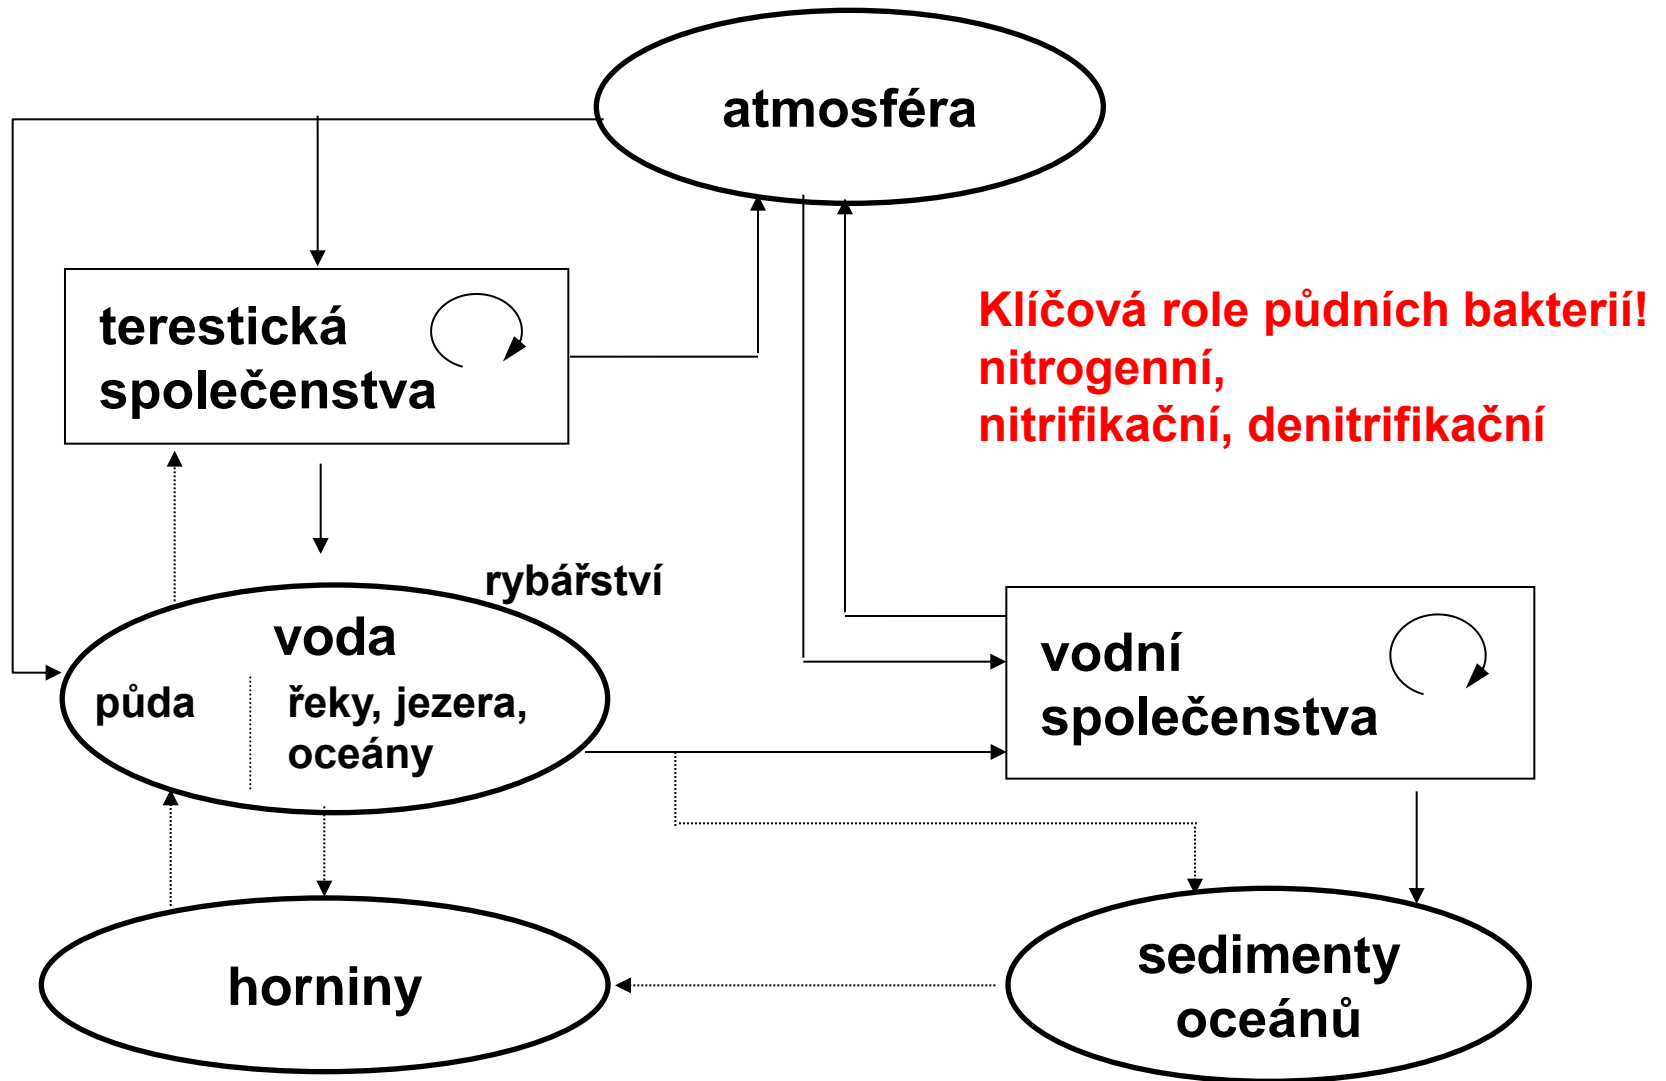 atmosféra
terestická
společenstva
Klíčová role půdních bakterií!
nitrogenní,
nitrifikační, denitrifikační
rybářství
voda
půda
řeky, jezera,
oceány
vodní
společenstva
horniny
sedimenty
oceánů